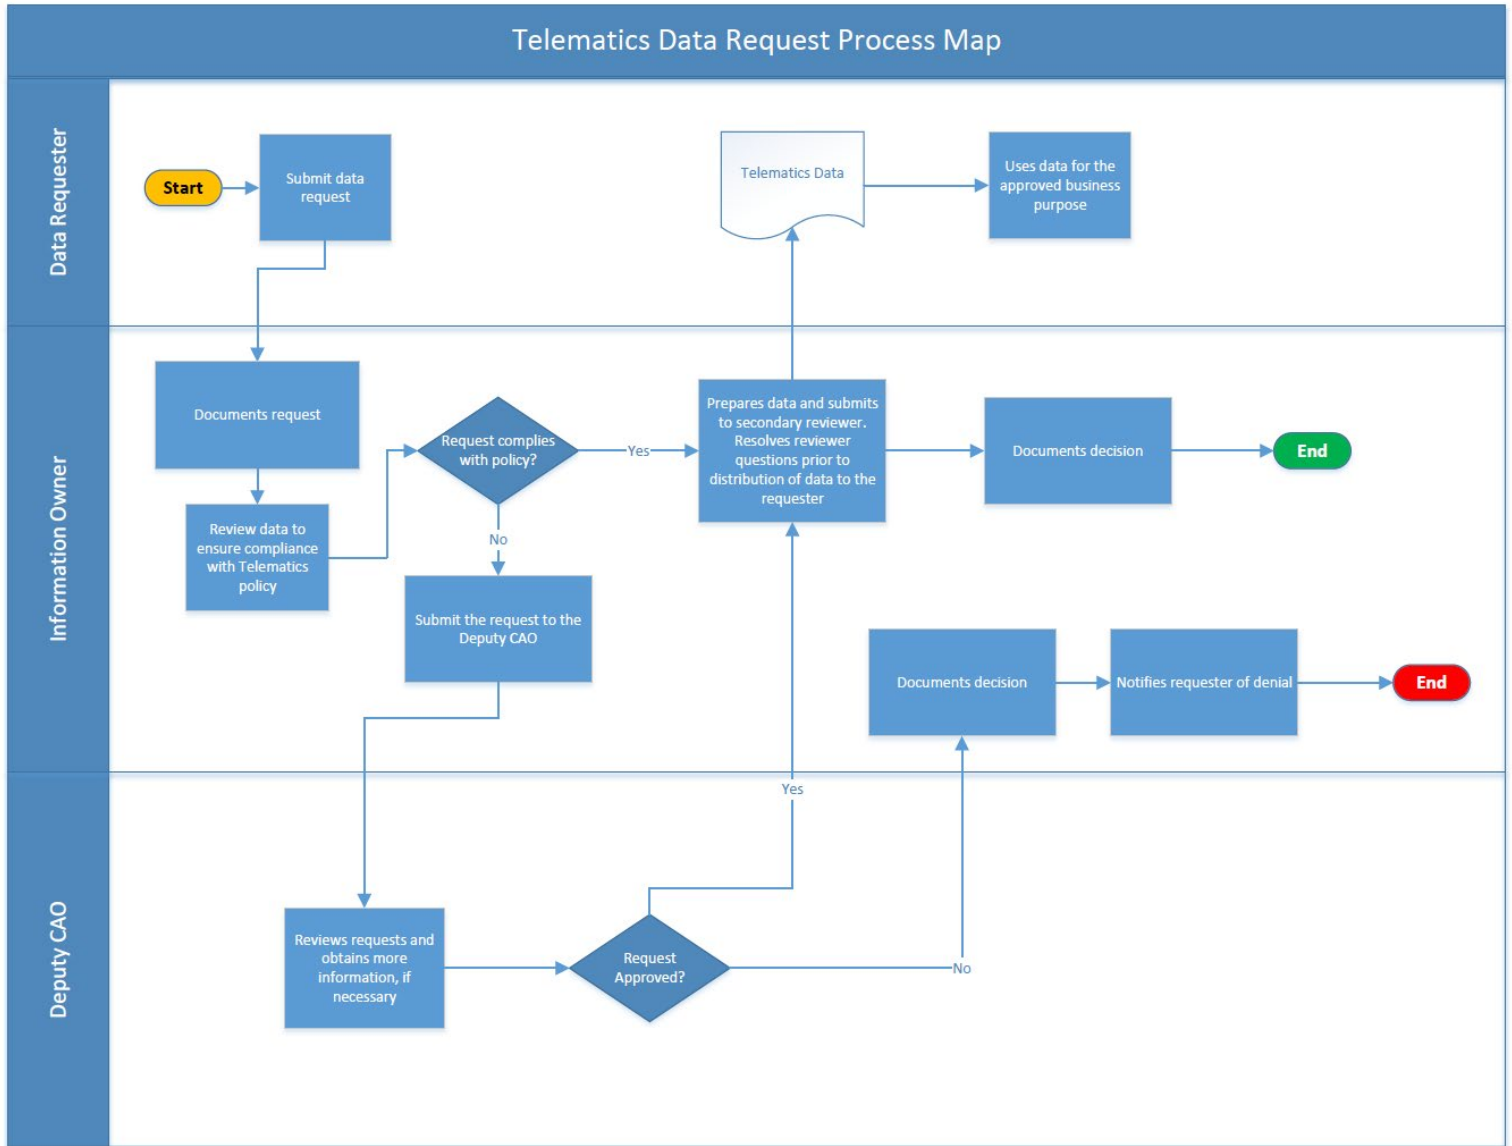 Telematics Data Request Process Map
Data Requester
Start
Submit data
request
Telematics Data
Uses data for the
approved business
purpose
Information Owner
Documents request
Review data to
ensure compliance
with Telematics
policy
Request complies
with policy?
Yes
No
Submit the request to the
Deputy CAO
Prepares data and submits
to secondary reviewer.
Resolves reviewer
questions prior to
distribution of data to the
requester
Documents decision
End
Documents decision
Notifies requester of denial
End
Deputy CAO
Reviews requests and
obtains more
information, if
necessary
Request
Approved?
Yes
No